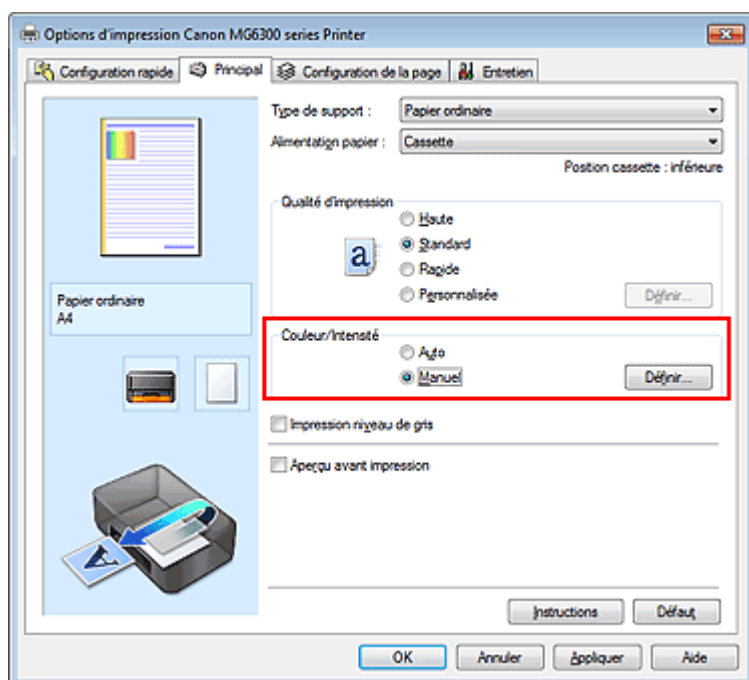 Options d'impression Canon MG6300 series Printer
Configuration rapide
Principal
Configuration de la page
Entretien
Type de support :
Papier ordinaire
Alimentation papier :
Cassette
Position cassette : inférieure
Qualité d'impression
Haute
a
Standard
Rapide
Personnalisée
Définir...
Papier ordinaire
A4
Couleur/Intensité
Auto
Manuel
Définir...
Impression niveau de gris
Aperçu avant impression
A
Instructions
Défaut
OK
Annuler
Appliquer
Aide